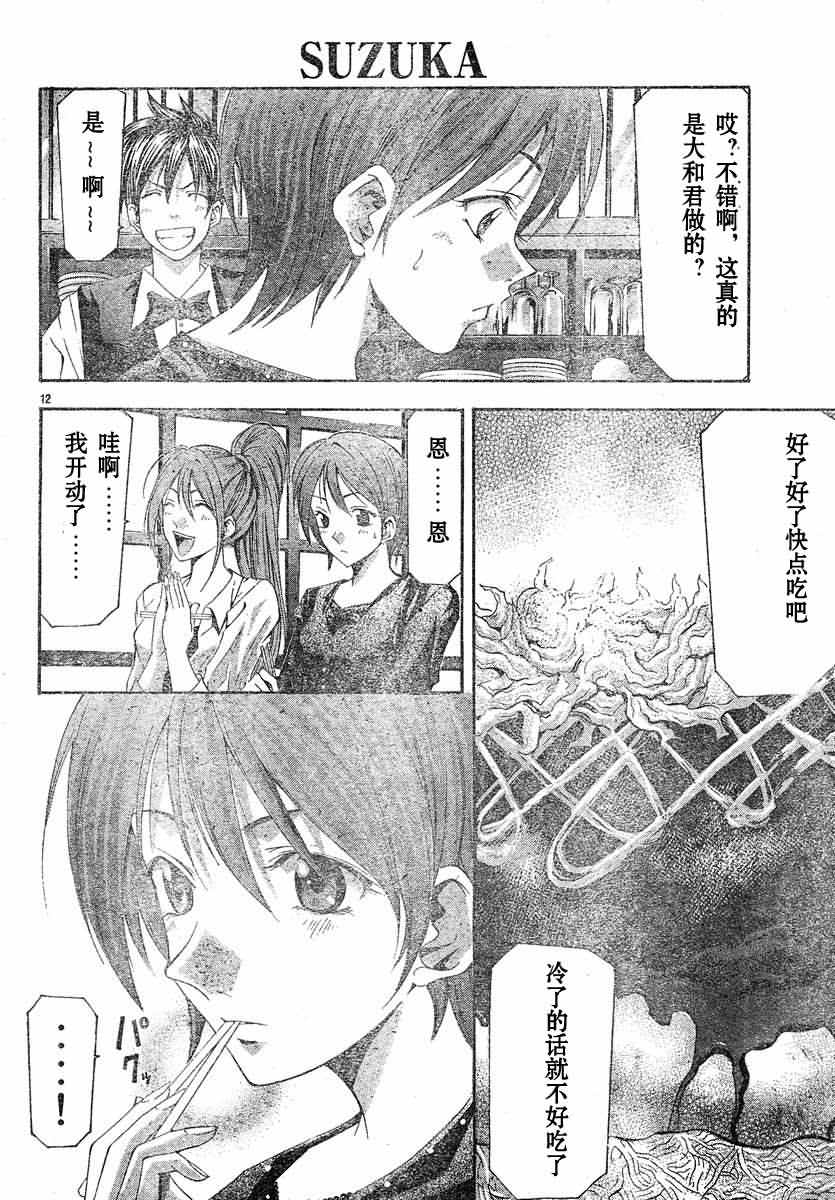 SUZUKA
哎？不错啊，这真的
是大和君做的？
是~~啊~~
12
好了好了快点吃吧
冷了的话就不好吃了
恩……恩
哇啊……
我开动了……
パクッ
……！